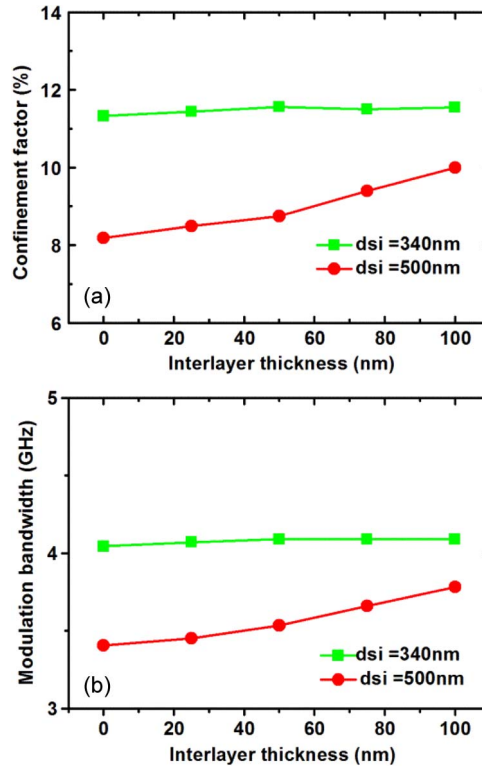 14
12
10
8
6
Confinement factor (%)
dsi =340nm
dsi =500nm
(a)
0 20 40 60 80 100
Interlayer thickness (nm)
5
4
3
Modulation bandwidth (GHz)
dsi =340nm
dsi =500nm
(b)
0 20 40 60 80 100
Interlayer thickness (nm)